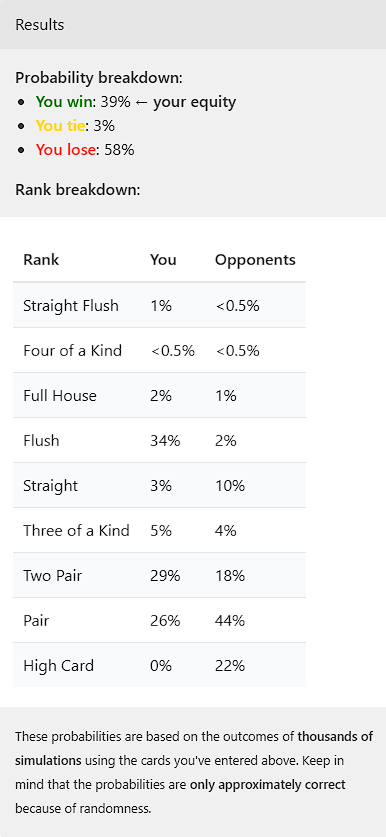 Results
Probability breakdown:
• You win: 39% ← your equity
• You tie: 3%
• You lose: 58%
Rank breakdown:
Rank You Opponents
Straight Flush 1% <0.5%
Four of a Kind <0.5% <0.5%
Full House 2% 1%
Flush 34% 2%
Straight 3% 10%
Three of a Kind 5% 4%
Two Pair 29% 18%
Pair 26% 44%
High Card 0% 22%
These probabilities are based on the outcomes of thousands of
simulations using the cards you've entered above. Keep in
mind that the probabilities are only approximately correct
because of randomness.